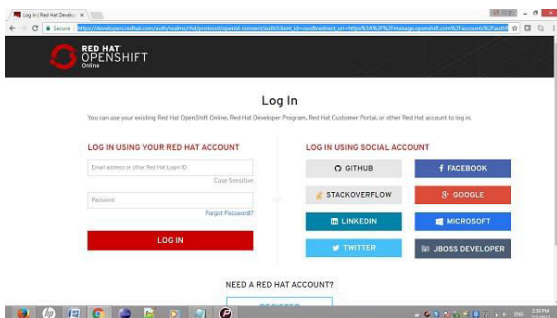 Log In | Red Hat Develo
Secure
RED HAT
OPENSHIFT
Online
Log In
You can use your existing Red Hat OpenShift Online, Red Hat Developer Program, Red Hat Customer Portal, or other Red Hat account to log in.
LOG IN USING YOUR RED HAT ACCOUNT
Email address or other Red Hat Login ID
Case Sensitive
Password
Forgot Password?
LOG IN
LOG IN USING SOCIAL ACCOUNT
GITHUB
FACEBOOK
STACKOVERFLOW
GOOGLE
LINKEDIN
MICROSOFT
TWITTER
JBOSS DEVELOPER
NEED A RED HAT ACCOUNT?
REGISTER